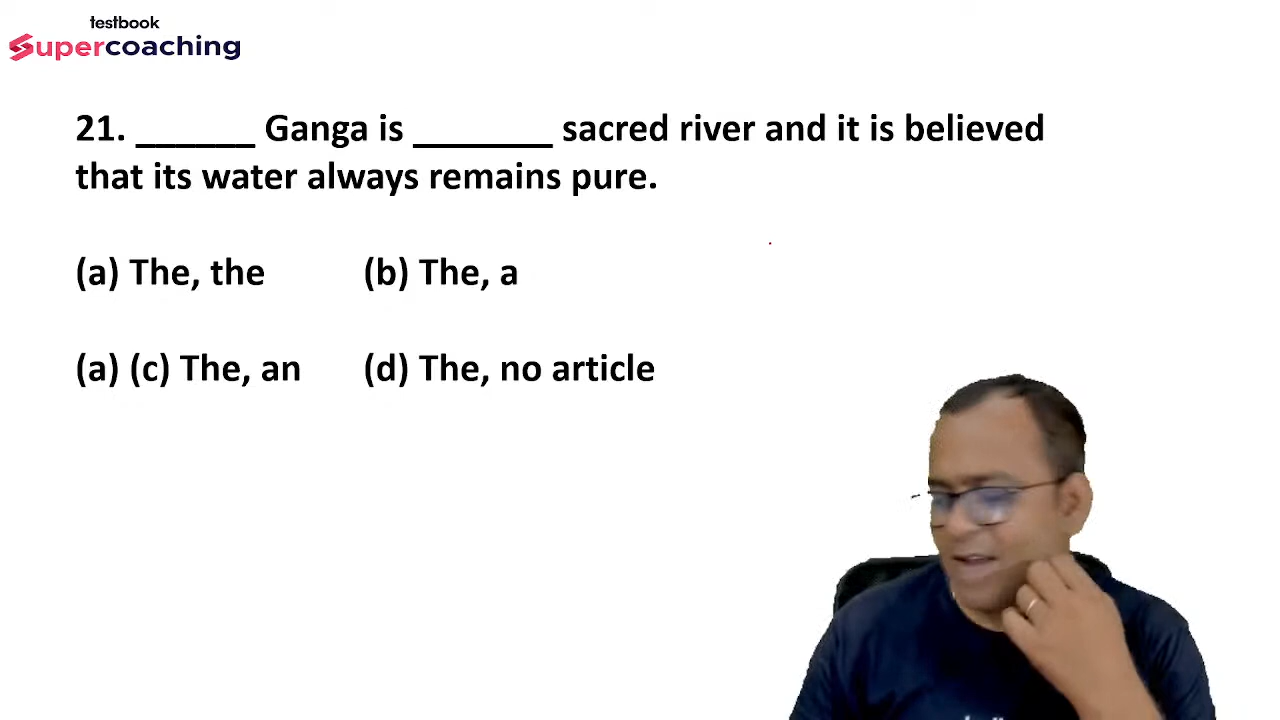 testbook
Supercoaching
21. ______ Ganga is _______ sacred river and it is believed
that its water always remains pure.
(a) The, the (b) The, a
(a) (c) The, an (d) The, no article